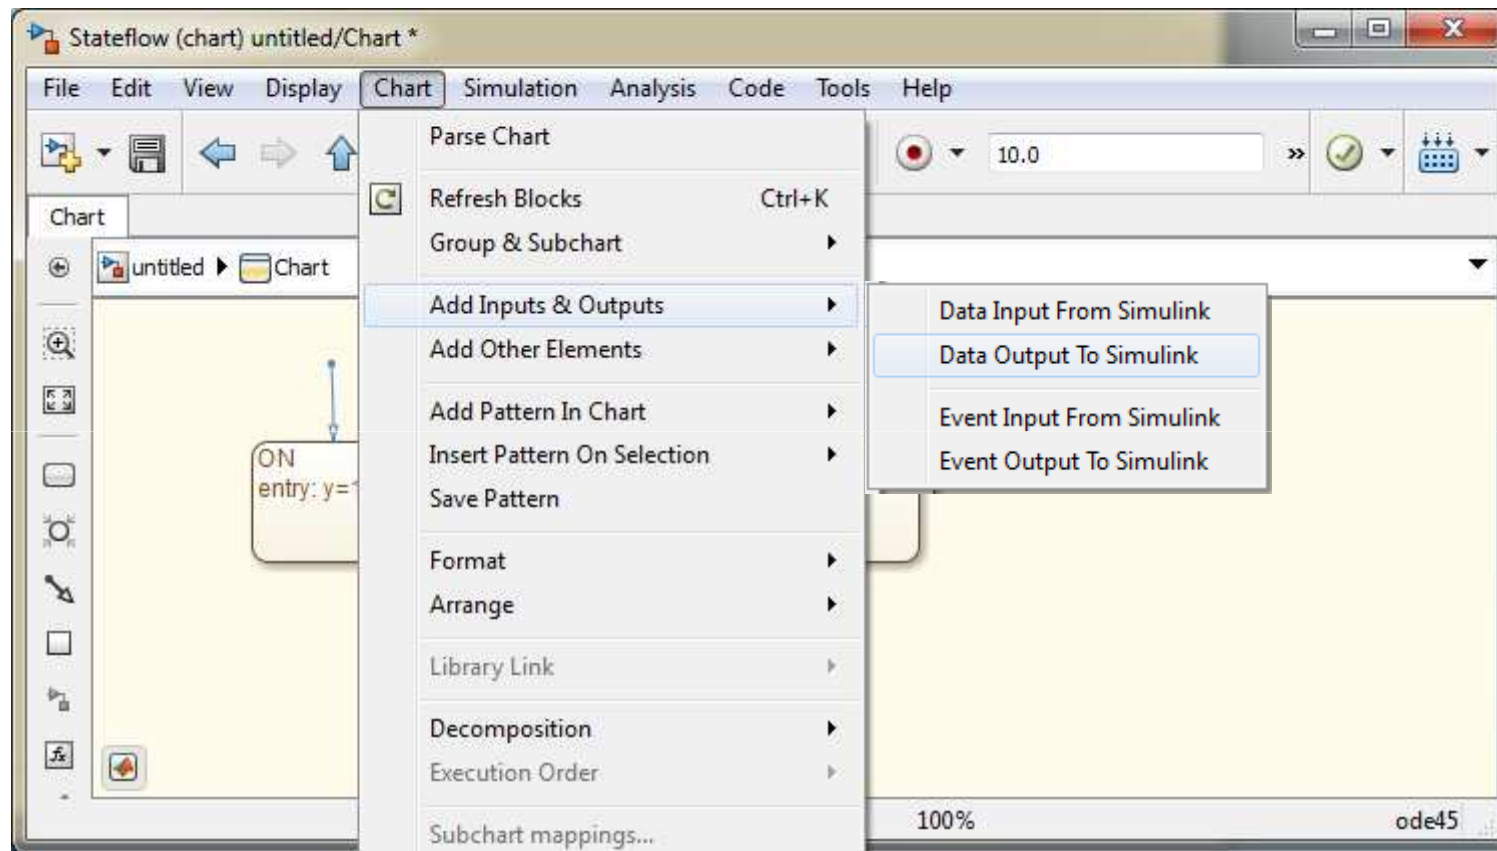 Stateflow (chart) untitled/Chart *
File Edit View Display Chart Simulation Analysis Code Tools Help
10.0 »
Chart
untitled Chart
ON
entry: y=
Parse Chart
Refresh Blocks Ctrl+K
Group & Subchart
Add Inputs & Outputs
Add Other Elements
Add Pattern In Chart
Insert Pattern On Selection
Save Pattern
Format
Arrange
Library Link
Decomposition
Execution Order
Subchart mappings...
Data Input From Simulink
Data Output To Simulink
Event Input From Simulink
Event Output To Simulink
fx
100% ode45